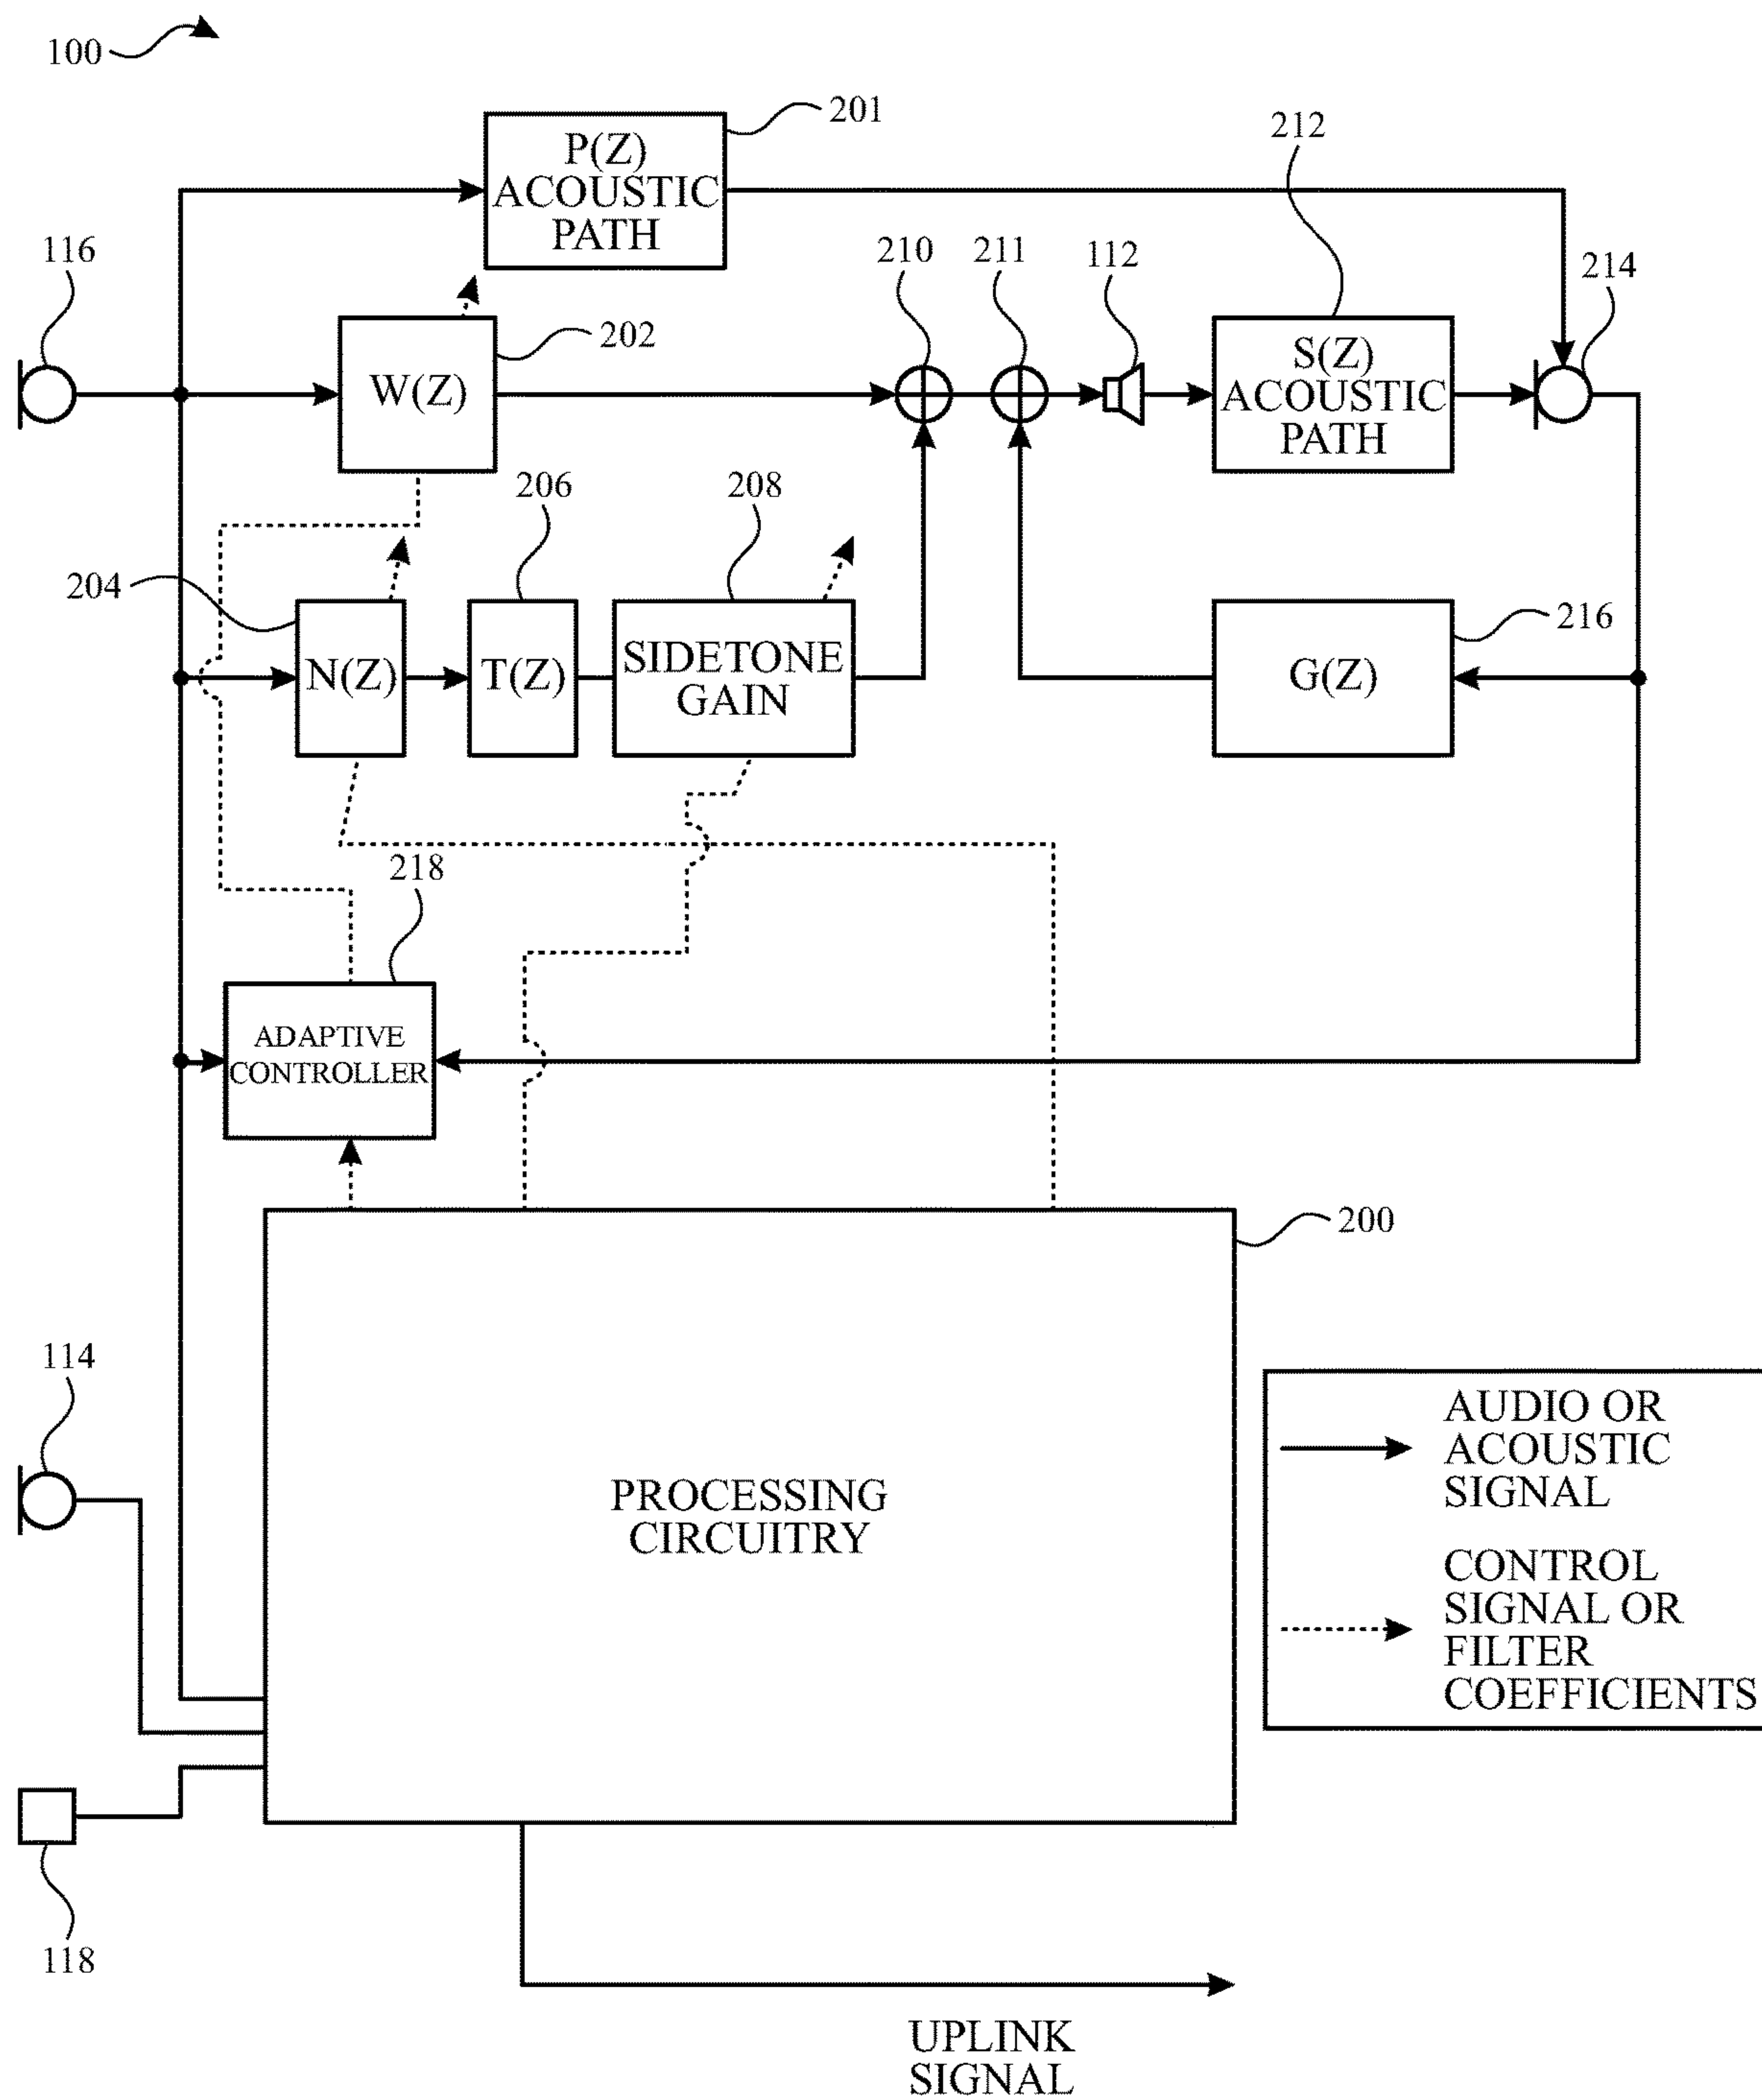 100
201
P(Z)
ACOUSTIC
PATH
212
116
202
W(Z)
210
211
112
S(Z)
ACOUSTIC
PATH
214
204
206
208
N(Z)
T(Z)
SIDETONE
GAIN
G(Z)
216
218
ADAPTIVE
CONTROLLER
200
114
PROCESSING
CIRCUITRY
AUDIO OR
ACOUSTIC
SIGNAL
CONTROL
SIGNAL OR
FILTER
COEFFICIENTS
118
UPLINK
SIGNAL